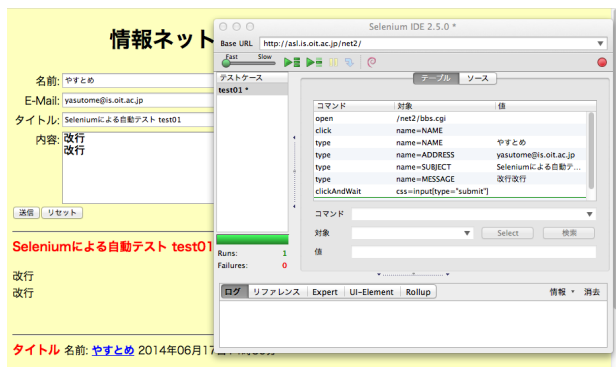 情報ネット
名前: やすとめ
E-Mail: yasutome@is.oit.ac.jp
タイトル: Seleniumによる自動テスト test01
内容: 改行
改行
送信 リセット
Seleniumによる自動テスト test01
改行
改行
タイトル 名前: やすとめ 2014年06月17
Selenium IDE 2.5.0 *
Base URL http://asl.is.oit.ac.jp/net2/
Fast Slow
テストケース
test01 *
テーブル ソース
コマンド 対象 値
open /net2/bbs.cgi
click name=NAME
type name=NAME やすとめ
type name=ADDRESS yasutome@is.oit.ac.jp
type name=SUBJECT Seleniumによる自動テ...
type name=MESSAGE 改行改行
clickAndWait css=input[type="submit"]
コマンド
対象 Select 検索
値
Runs: 1
Failures: 0
ログ リファレンス Expert UI-Element Rollup 情報 消去